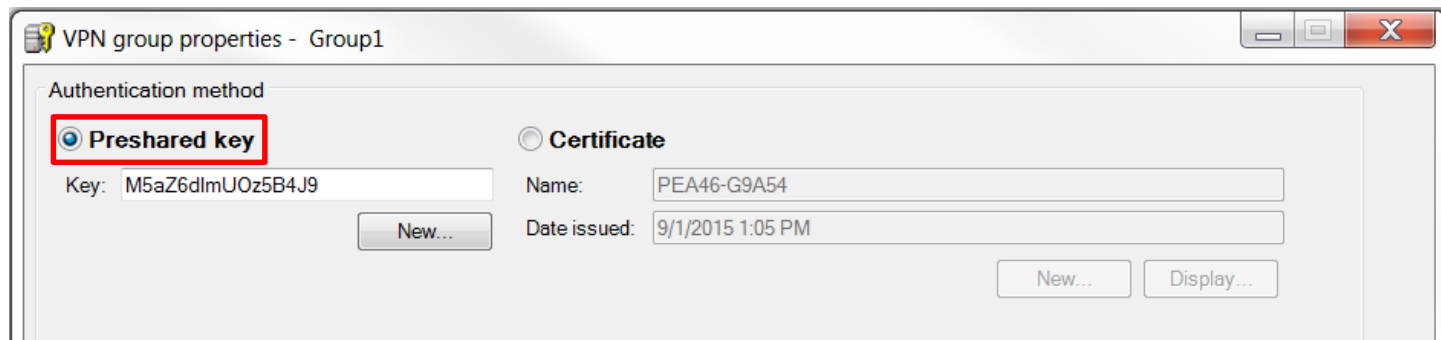 VPN group properties - Group1
Authentication method
Preshared key
Certificate
Key: M5aZ6dlmUOz5B4J9
Name: PEA46-G9A54
New...
Date issued: 9/1/2015 1:05 PM
New... Display...